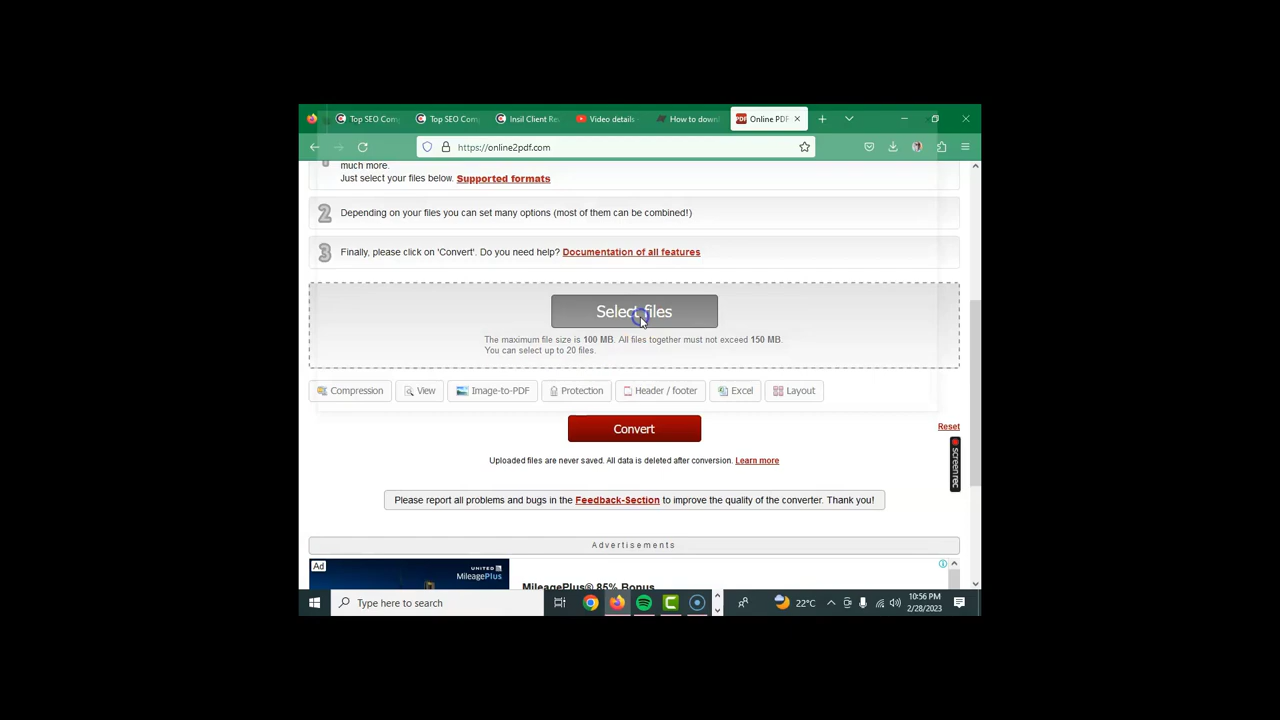 Top SEO Com
Top SEO Com
Insil Client Re
Video details
How to down
PDF Online PDF
https://online2pdf.com
much more.
Just select your files below. Supported formats
2 Depending on your files you can set many options (most of them can be combined!)
3 Finally, please click on 'Convert'. Do you need help? Documentation of all features
Select files
The maximum file size is 100 MB. All files together must not exceed 150 MB.
You can select up to 20 files.
Compression
View
Image-to-PDF
Protection
Header / footer
Excel
Layout
Convert
Reset
Uploaded files are never saved. All data is deleted after conversion. Learn more
screenrec
Please report all problems and bugs in the Feedback-Section to improve the quality of the converter. Thank you!
Advertisements
Ad
UNITED
MileagePlus
MileagePlus® 85% Bonus
Type here to search
22°C
10:56 PM
2/28/2023